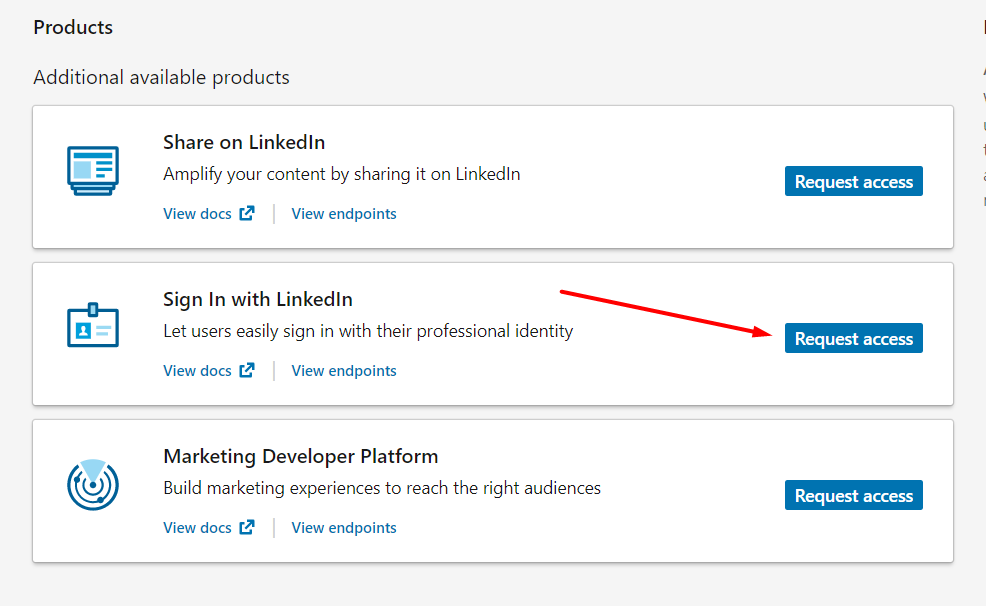 Products
Additional available products
Share on LinkedIn
Amplify your content by sharing it on LinkedIn
Request access
View docs
View endpoints
Sign In with LinkedIn
Let users easily sign in with their professional identity
Request access
View docs
View endpoints
Marketing Developer Platform
Build marketing experiences to reach the right audiences
Request access
View docs
View endpoints